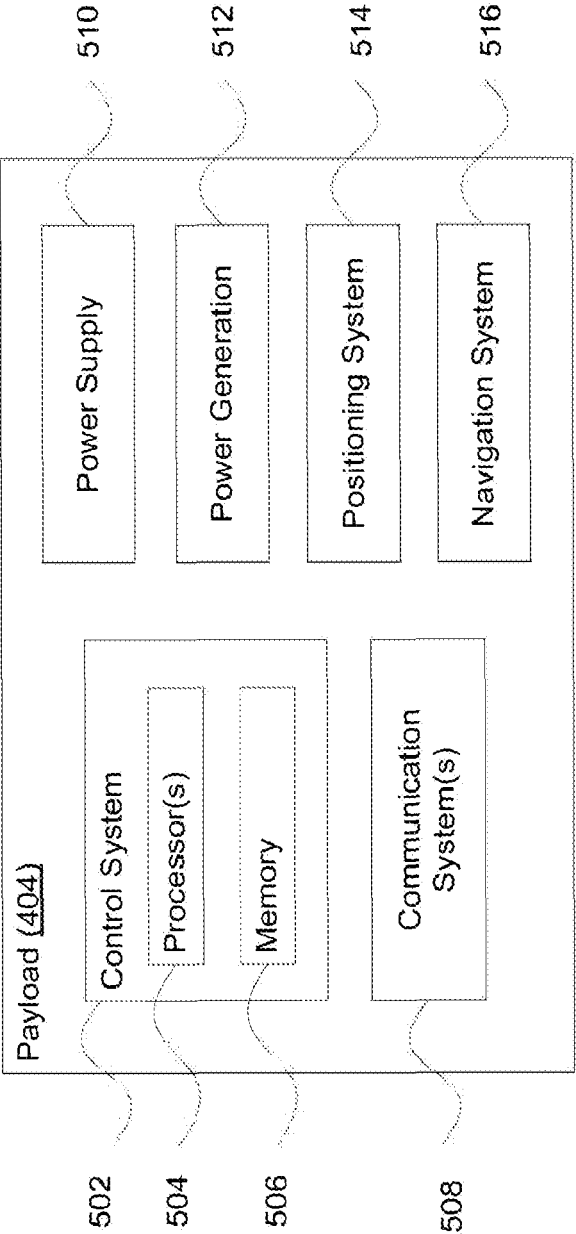 Payload (404)
502
Control System
504
Processor(s)
506
Memory
508
Communication
System(s)
510
Power Supply
512
Power Generation
514
Positioning System
516
Navigation System